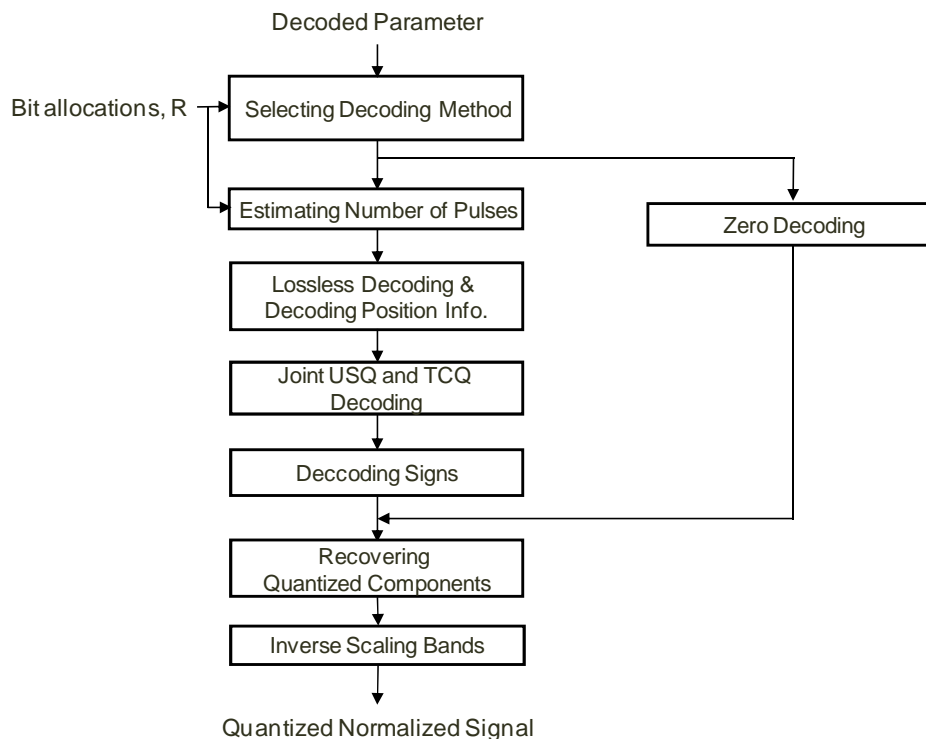 Decoded Parameter
Bit allocations, R
Selecting Decoding Method
Estimating Number of Pulses
Zero Decoding
Lossless Decoding &
Decoding Position Info.
Joint USQ and TCQ
Decoding
Deccoding Signs
Recovering
Quantized Components
Inverse Scaling Bands
Quantized Normalized Signal